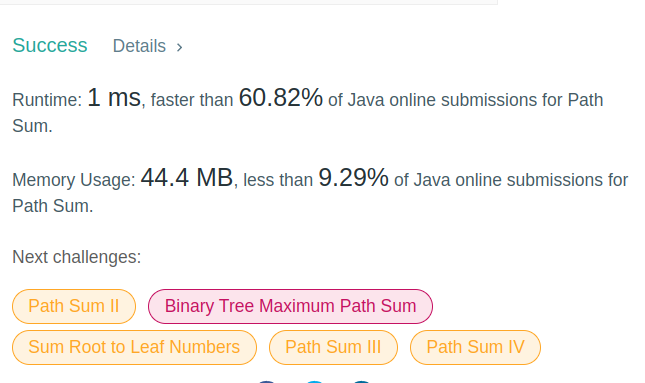 Success Details >
Runtime: 1 ms, faster than 60.82% of Java online submissions for Path
Sum.
Memory Usage: 44.4 MB, less than 9.29% of Java online submissions for
Path Sum.
Next challenges:
Path Sum II Binary Tree Maximum Path Sum
Sum Root to Leaf Numbers Path Sum III Path Sum IV